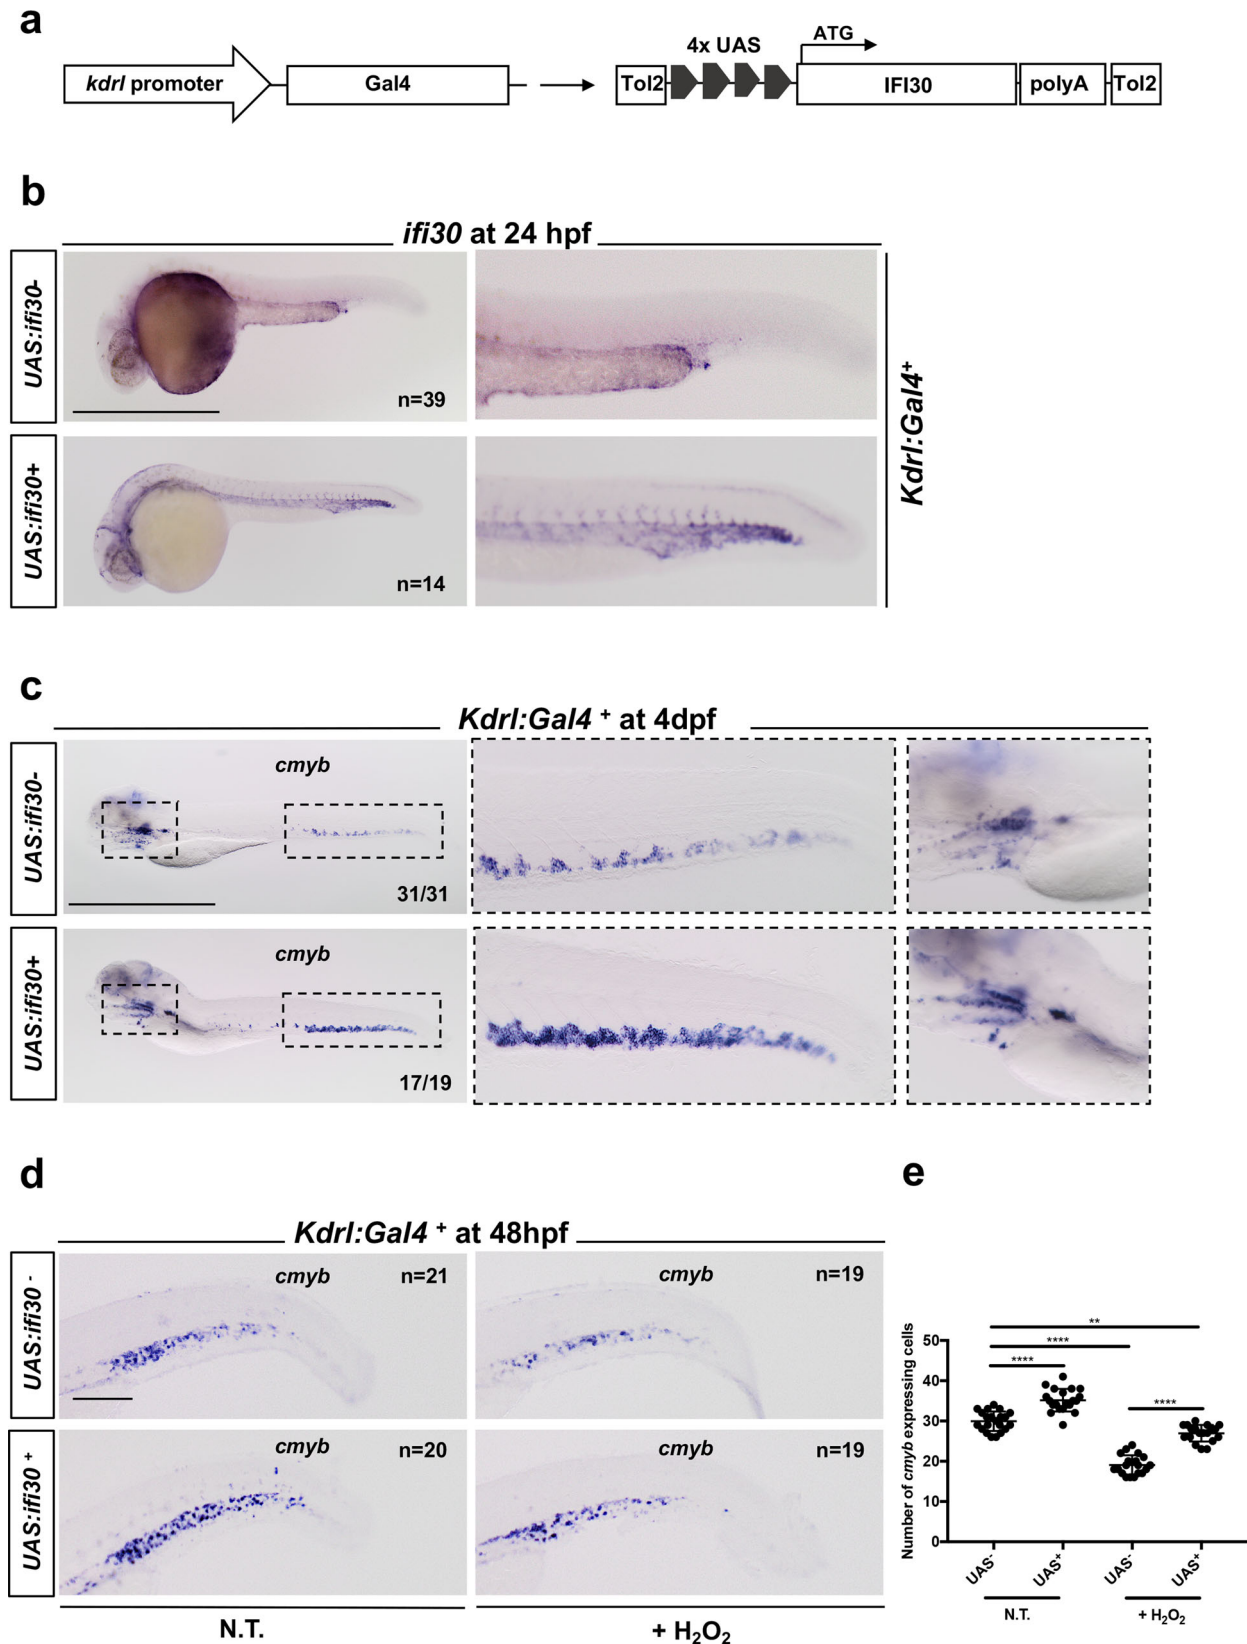 a
kdrl promoter
Gal4
4x UAS
ATG
Tol2
IFI30
polyA
Tol2
b
ifi30 at 24 hpf
UAS:ifi30-
n=39
UAS:ifi30+
n=14
Kdrl:Gal4⁺
c
Kdrl:Gal4 ⁺ at 4dpf
UAS:ifi30-
cmyb
31/31
UAS:ifi30+
cmyb
17/19
d
Kdrl:Gal4 ⁺ at 48hpf
UAS:ifi30 ⁻
cmyb
n=21
cmyb
n=19
UAS:ifi30 ⁺
cmyb
n=20
cmyb
n=19
N.T.
+ H₂O₂
e
Number of cmyb expressing cells
50
40
30
20
10
0
**
****
****
****
UAS⁻
UAS⁺
UAS⁻
UAS⁺
N.T.
+ H₂O₂